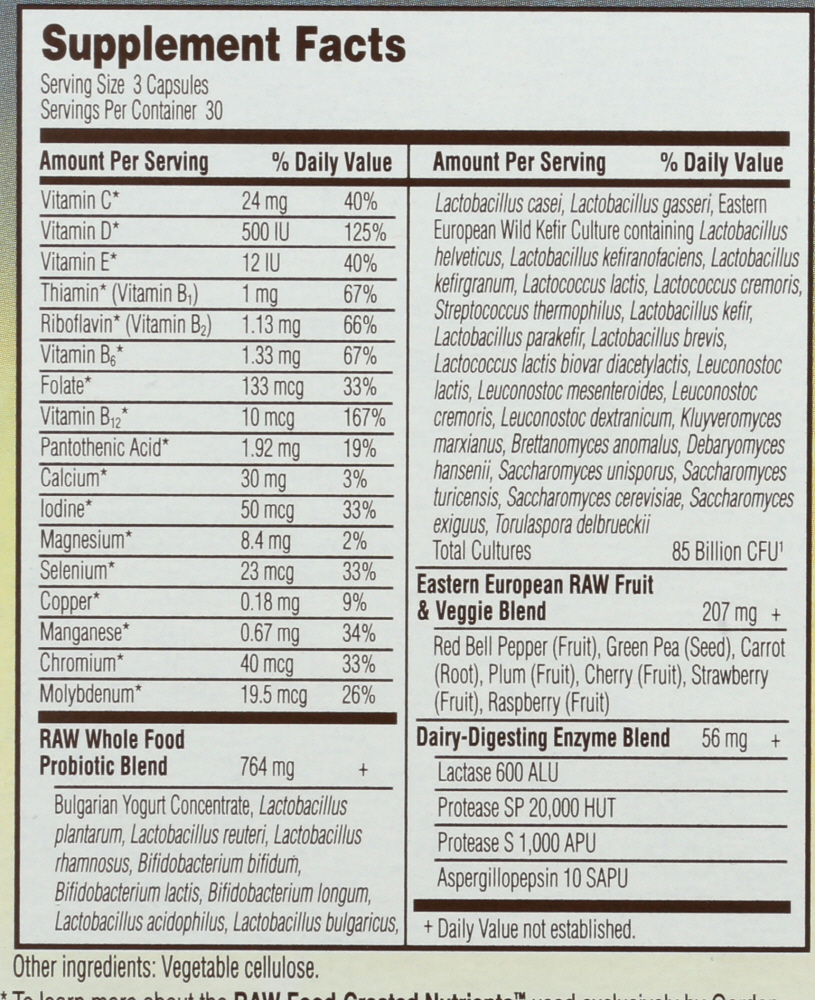 Supplement Facts
Serving Size 3 Capsules
Servings Per Container 30
Amount Per Serving % Daily Value
Vitamin C* 24 mg 40%
Vitamin D* 500 IU 125%
Vitamin E* 12 IU 40%
Thiamin* (Vitamin B₁) 1 mg 67%
Riboflavin* (Vitamin B₂) 1.13 mg 66%
Vitamin B₆* 1.33 mg 67%
Folate* 133 mcg 33%
Vitamin B₁₂* 10 mcg 167%
Pantothenic Acid* 1.92 mg 19%
Calcium* 30 mg 3%
Iodine* 50 mcg 33%
Magnesium* 8.4 mg 2%
Selenium* 23 mcg 33%
Copper* 0.18 mg 9%
Manganese* 0.67 mg 34%
Chromium* 40 mcg 33%
Molybdenum* 19.5 mcg 26%
RAW Whole Food
Probiotic Blend 764 mg +
Bulgarian Yogurt Concentrate, Lactobacillus
plantarum, Lactobacillus reuteri, Lactobacillus
rhamnosus, Bifidobacterium bifidum,
Bifidobacterium lactis, Bifidobacterium longum,
Lactobacillus acidophilus, Lactobacillus bulgaricus,
Amount Per Serving % Daily Value
Lactobacillus casei, Lactobacillus gasseri, Eastern
European Wild Kefir Culture containing Lactobacillus
helveticus, Lactobacillus kefiranofaciens, Lactobacillus
kefirgranum, Lactococcus lactis, Lactococcus cremoris,
Streptococcus thermophilus, Lactobacillus kefir,
Lactobacillus parakefir, Lactobacillus brevis,
Lactococcus lactis biovar diacetylactis, Leuconostoc
lactis, Leuconostoc mesenteroides, Leuconostoc
cremoris, Leuconostoc dextranicum, Kluyveromyces
marxianus, Brettanomyces anomalus, Debaryomyces
hansenii, Saccharomyces unisporus, Saccharomyces
turicensis, Saccharomyces cerevisiae, Saccharomyces
exiguus, Torulaspora delbrueckii
Total Cultures 85 Billion CFU¹
Eastern European RAW Fruit
& Veggie Blend 207 mg +
Red Bell Pepper (Fruit), Green Pea (Seed), Carrot
(Root), Plum (Fruit), Cherry (Fruit), Strawberry
(Fruit), Raspberry (Fruit)
Dairy-Digesting Enzyme Blend 56 mg +
Lactase 600 ALU
Protease SP 20,000 HUT
Protease S 1,000 APU
Aspergillopepsin 10 SAPU
+ Daily Value not established.
Other ingredients: Vegetable cellulose.
* To learn more about the RAW Food-Created Nutrients™ used exclusively by Garden